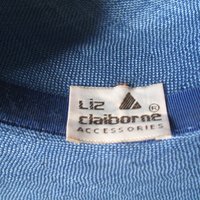 Liz
claiborne
®
ACCESSORIES